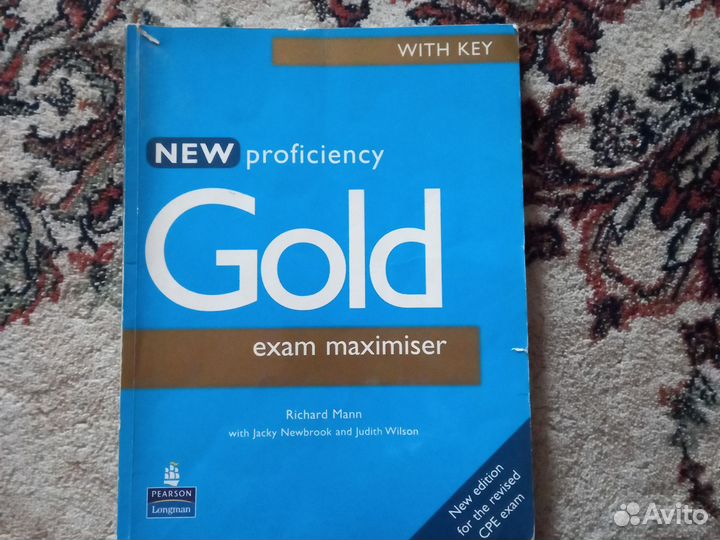 WITH KEY
NEW proficiency
Gold
exam maximiser
Richard Mann
with Jacky Newbrook and Judith Wilson
PEARSON
Longman
New edition
for the revised
CPE exam
Avito